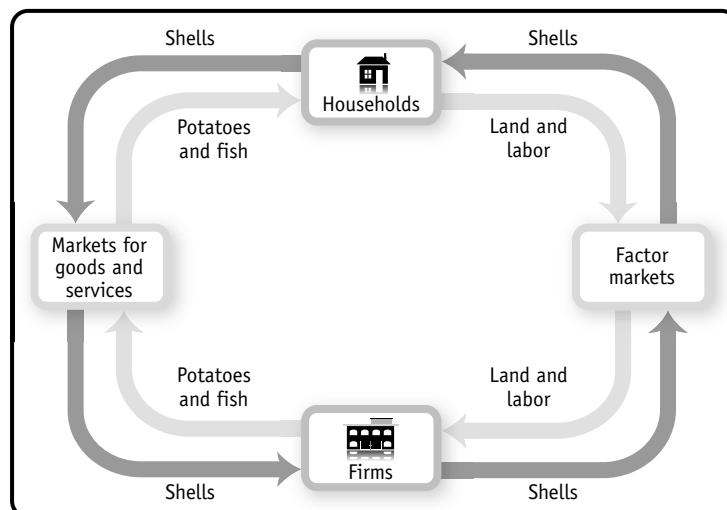 Shells
Shells
Households
Potatoes
and fish
Land and
labor
Markets for
goods and
services
Factor
markets
Potatoes
and fish
Land and
labor
Firms
Shells
Shells